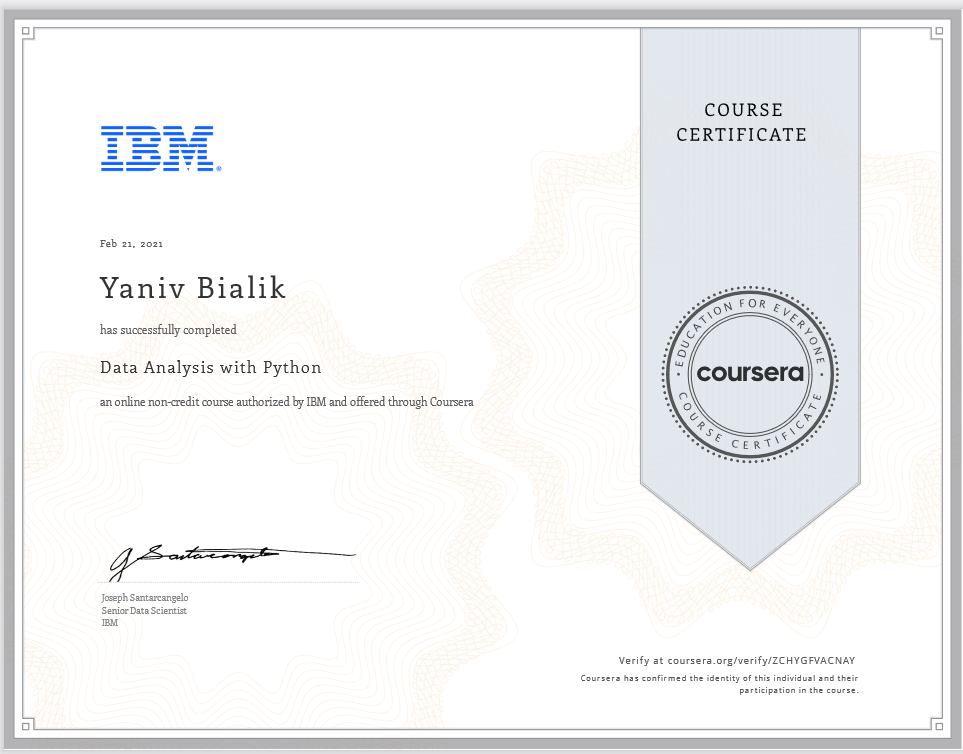 COURSE
CERTIFICATE
IBM®
Feb 21, 2021
Yaniv Bialik
has successfully completed
Data Analysis with Python
an online non-credit course authorized by IBM and offered through Coursera
EDUCATION FOR EVERYONE
coursera
COURSE CERTIFICATE
J Santarcangelo
Joseph Santarcangelo
Senior Data Scientist
IBM
Verify at coursera.org/verify/ZCHYGFVACNAY
Coursera has confirmed the identity of this individual and their
participation in the course.